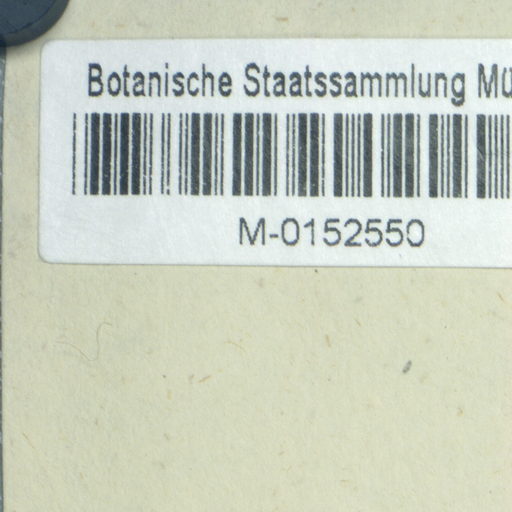 Botanische Staatssammlung Mü
M-0152550